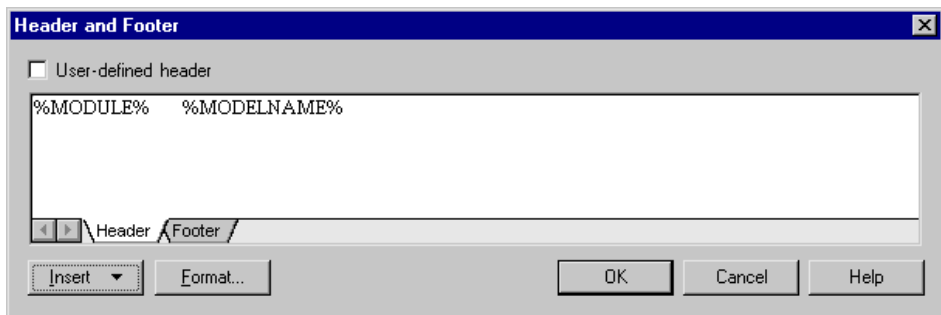 Header and Footer
User-defined header
%MODULE% %MODELNAME%
Header Footer
Insert Format... OK Cancel Help